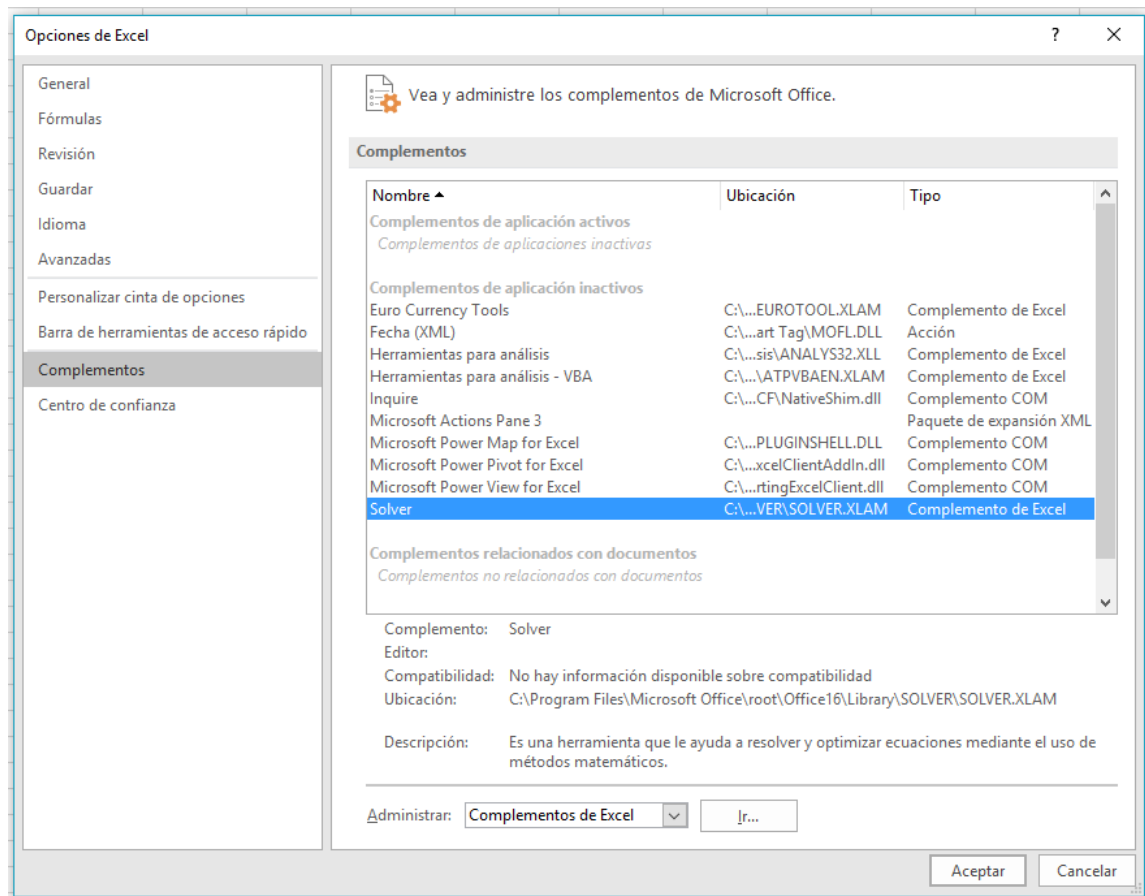 Opciones de Excel
General
Fórmulas
Revisión
Guardar
Idioma
Avanzadas
Personalizar cinta de opciones
Barra de herramientas de acceso rápido
Complementos
Centro de confianza
Vea y administre los complementos de Microsoft Office.
Complementos
Nombre Ubicación Tipo
Complementos de aplicación activos
Complementos de aplicaciones inactivas
Complementos de aplicación inactivos
Euro Currency Tools C:\...EUROTOOL.XLAM Complemento de Excel
Fecha (XML) C:\...art Tag\MOFL.DLL Acción
Herramientas para análisis C:\...sis\ANALYS32.XLL Complemento de Excel
Herramientas para análisis - VBA C:\...\ATPVBAEN.XLAM Complemento de Excel
Inquire C:\...CF\NativeShim.dll Complemento COM
Microsoft Actions Pane 3 Paquete de expansión XML
Microsoft Power Map for Excel C:\...PLUGINSHELL.DLL Complemento COM
Microsoft Power Pivot for Excel C:\...xcelClientAddIn.dll Complemento COM
Microsoft Power View for Excel C:\...rtingExcelClient.dll Complemento COM
Solver C:\...VER\SOLVER.XLAM Complemento de Excel
Complementos relacionados con documentos
Complementos no relacionados con documentos
Complemento: Solver
Editor:
Compatibilidad: No hay información disponible sobre compatibilidad
Ubicación: C:\Program Files\Microsoft Office\root\Office16\Library\SOLVER\SOLVER.XLAM
Descripción: Es una herramienta que le ayuda a resolver y optimizar ecuaciones mediante el uso de
métodos matemáticos.
Administrar: Complementos de Excel Ir...
Aceptar Cancelar